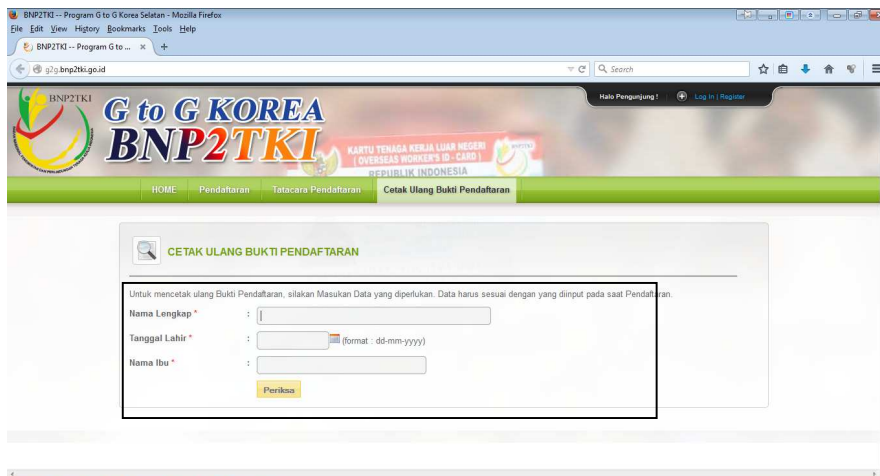 BNP2TKI -- Program G to G Korea Selatan - Mozilla Firefox
File Edit View History Bookmarks Tools Help
BNP2TKI -- Program G to ... × +
g2g.bnp2tki.go.id
Search
BNP2TKI
G to G KOREA
BNP2TKI
Halo Pengunjung ! Log In | Register
KARTU TENAGA KERJA LUAR NEGERI
( OVERSEAS WORKER'S ID - CARD )
REPUBLIK INDONESIA
HOME Pendaftaran Tatacara Pendaftaran Cetak Ulang Bukti Pendaftaran
CETAK ULANG BUKTI PENDAFTARAN
Untuk mencetak ulang Bukti Pendaftaran, silakan Masukan Data yang diperlukan. Data harus sesuai dengan yang diinput pada saat Pendaftaran.
Nama Lengkap * :
Tanggal Lahir * : (format : dd-mm-yyyy)
Nama Ibu * :
Periksa